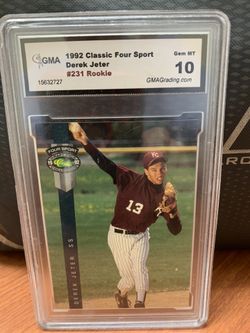 GMA
15632727
1992 Classic Four Sport
Derek Jeter
#231 Rookie
Gem MT
10
GMAGrading.com
FOUR SPORT
13
DEREK JETER SS
RO